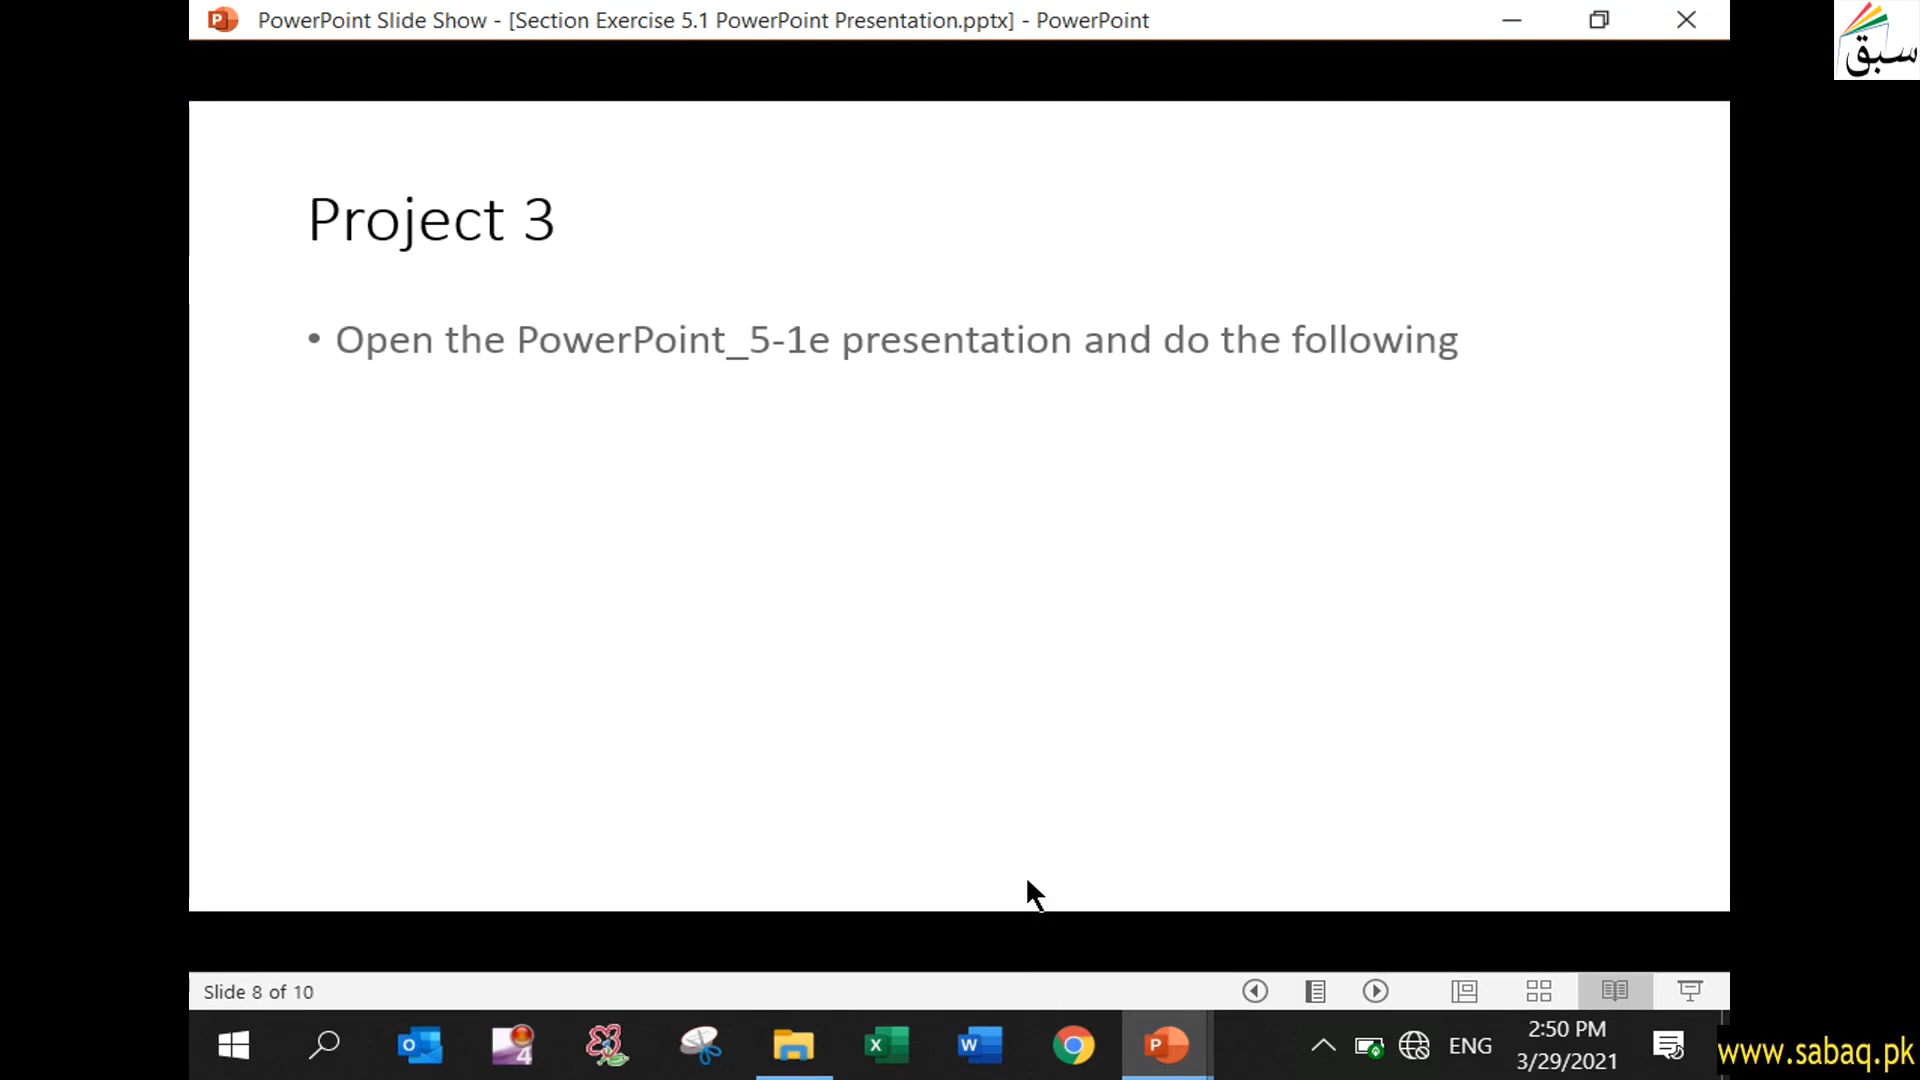 PowerPoint Slide Show - [Section Exercise 5.1 PowerPoint Presentation.pptx] - PowerPoint
سبق
Project 3
• Open the PowerPoint_5-1e presentation and do the following
Slide 8 of 10
ENG
2:50 PM
3/29/2021
www.sabaq.pk